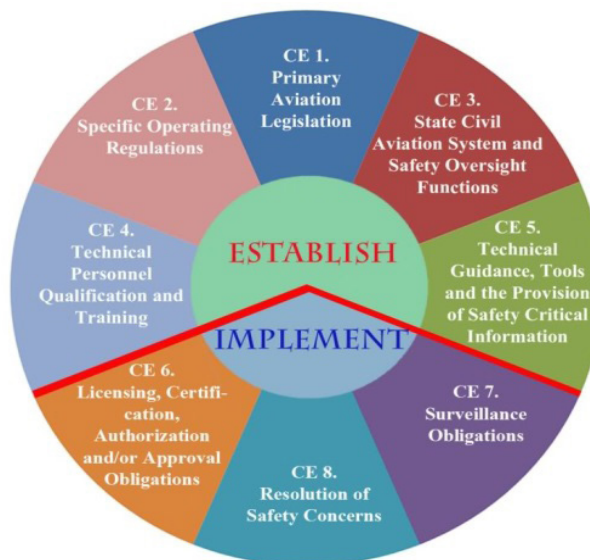 CE 1.
Primary
Aviation
Legislation
CE 2.
Specific Operating
Regulations
CE 3.
State Civil
Aviation System and
Safety Oversight
Functions
CE 4.
Technical
Personnel
Qualification and
Training
ESTABLISH
CE 5.
Technical
Guidance, Tools
and the Provision
of Safety Critical
Information
IMPLEMENT
CE 6.
Licensing, Certifi-
cation,
Authorization
and/or Approval
Obligations
CE 7.
Surveillance
Obligations
CE 8.
Resolution of
Safety Concerns